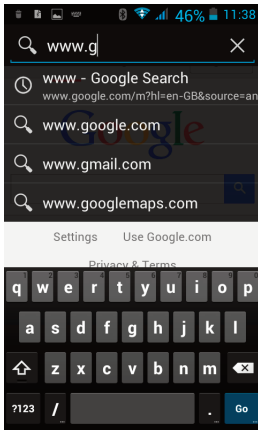 46% 11:38
www.g
www - Google Search
www.google.com/m?hl=en-GB&source=an
www.google.com
www.gmail.com
www.googlemaps.com
Settings Use Google.com
Privacy & Terms
q w e r t y u i o p
a s d f g h j k l
z x c v b n m
?123 / . Go